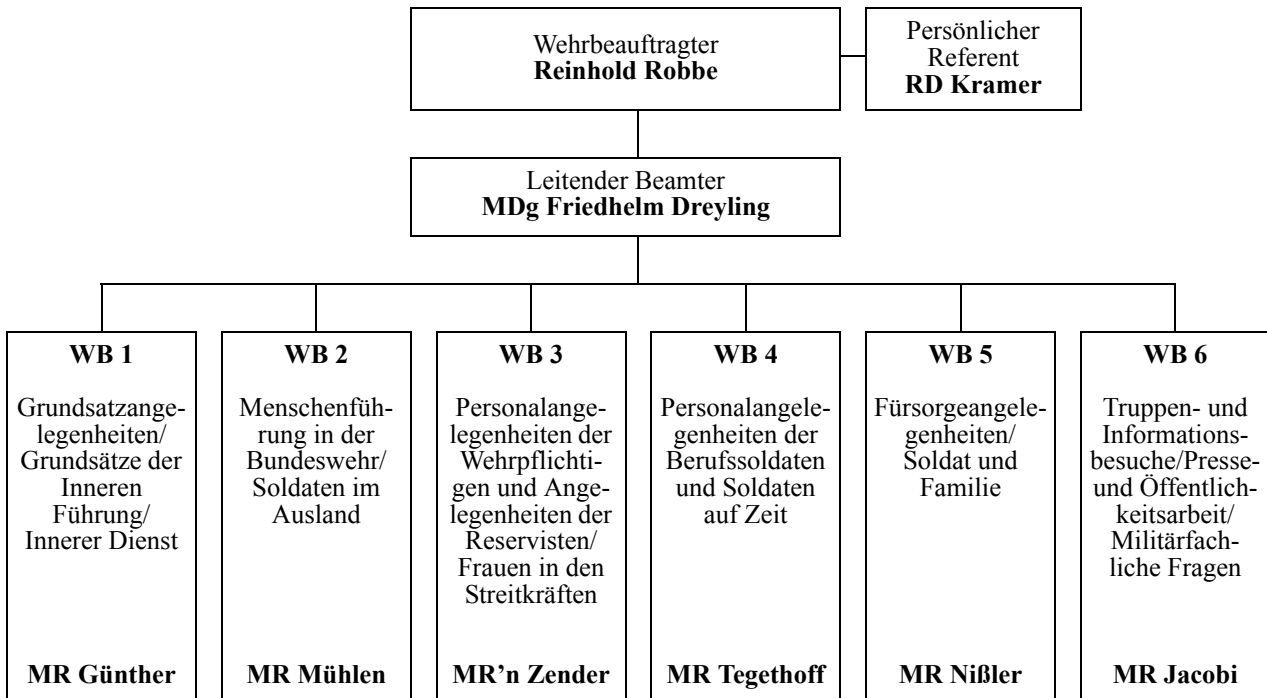 Wehrbeauftragter
Reinhold Robbe
Persönlicher
Referent
RD Kramer
Leitender Beamter
MDg Friedhelm Dreyling
WB 1
Grundsatzange-
legenheiten/
Grundsätze der
Inneren
Führung/
Innerer Dienst
MR Günther
WB 2
Menschenfüh-
rung in der
Bundeswehr/
Soldaten im
Ausland
MR Mühlen
WB 3
Personalange-
legenheiten der
Wehrpflichti-
gen und Ange-
legenheiten der
Reservisten/
Frauen in den
Streitkräften
MR’n Zender
WB 4
Personalangele-
genheiten der
Berufssoldaten
und Soldaten
auf Zeit
MR Tegethoff
WB 5
Fürsorgeangele-
genheiten/
Soldat und
Familie
MR Nißler
WB 6
Truppen- und
Informations-
besuche/Presse-
und Öffentlich-
keitsarbeit/
Militärfach-
liche Fragen
MR Jacobi